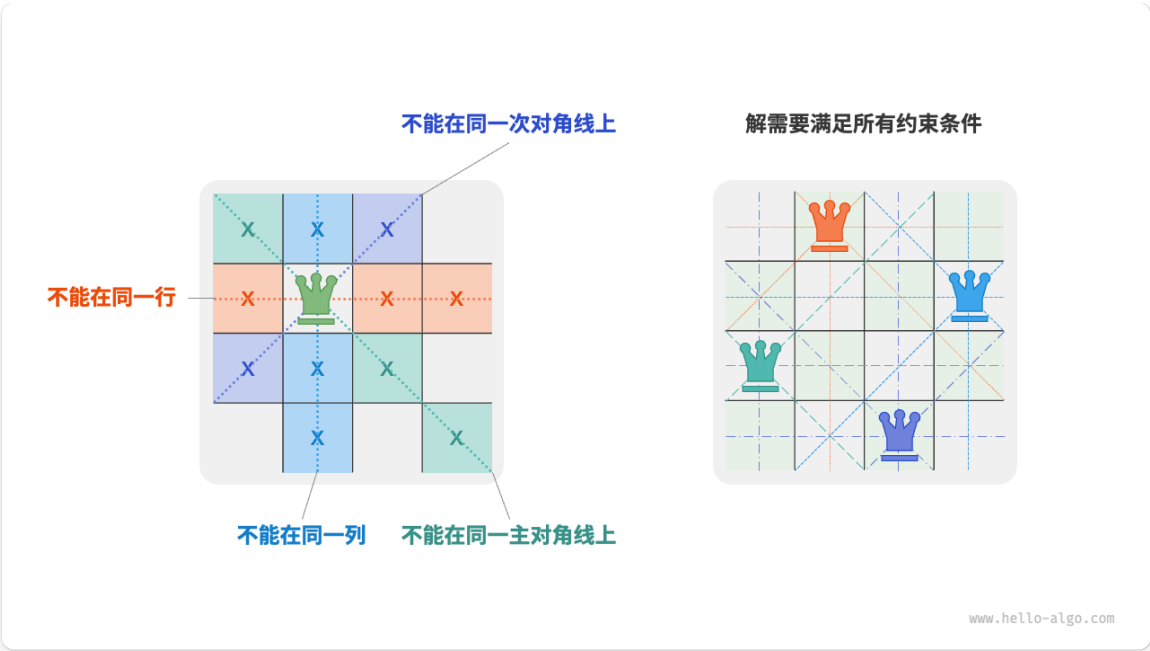 不能在同一次对角线上
解需要满足所有约束条件
X X X
不能在同一行
X X X
X X X
X X
不能在同一列
不能在同一主对角线上
www.hello-algo.com